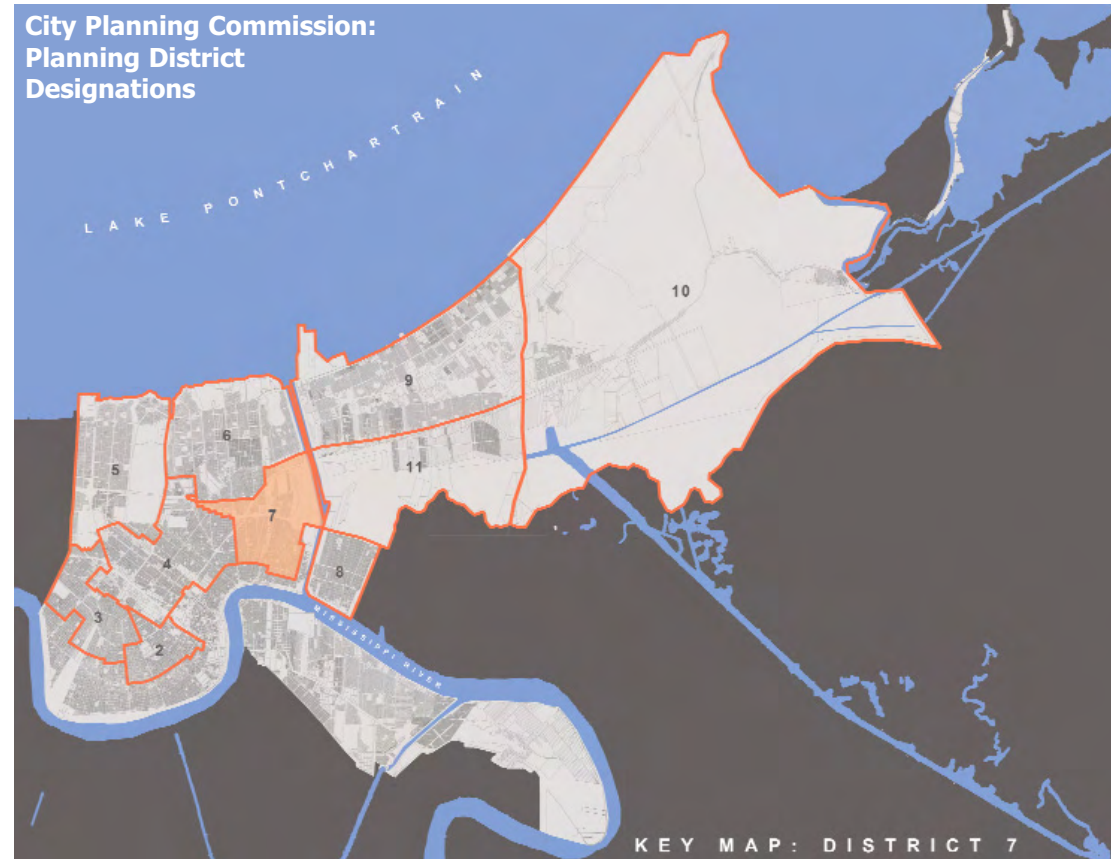 City Planning Commission:
Planning District
Designations
LAKE PONTCHARTRAIN
10
9
6
11
5
7
4
8
3
2
MISSISSIPPI RIVER
KEY MAP: DISTRICT 7